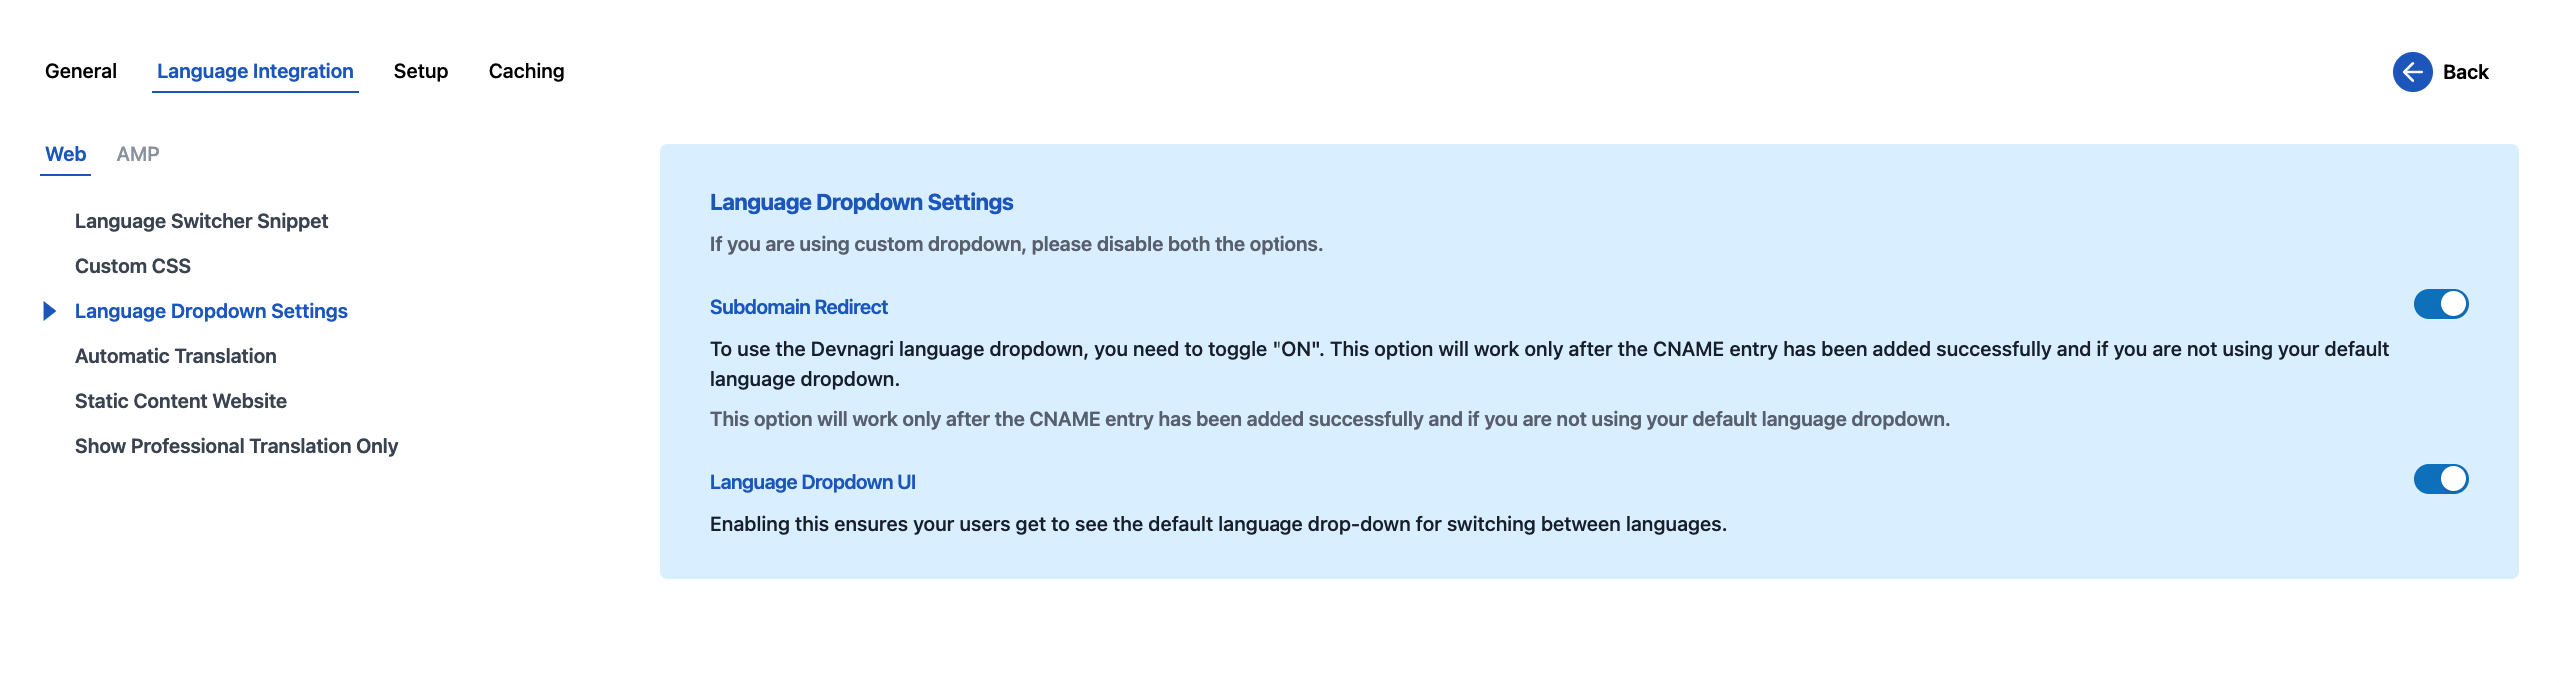 General Language Integration Setup Caching Back
Web AMP
Language Switcher Snippet
Custom CSS
Language Dropdown Settings
Automatic Translation
Static Content Website
Show Professional Translation Only
Language Dropdown Settings
If you are using custom dropdown, please disable both the options.
Subdomain Redirect
To use the Devnagri language dropdown, you need to toggle "ON". This option will work only after the CNAME entry has been added successfully and if you are not using your default
language dropdown.
This option will work only after the CNAME entry has been added successfully and if you are not using your default language dropdown.
Language Dropdown UI
Enabling this ensures your users get to see the default language drop-down for switching between languages.